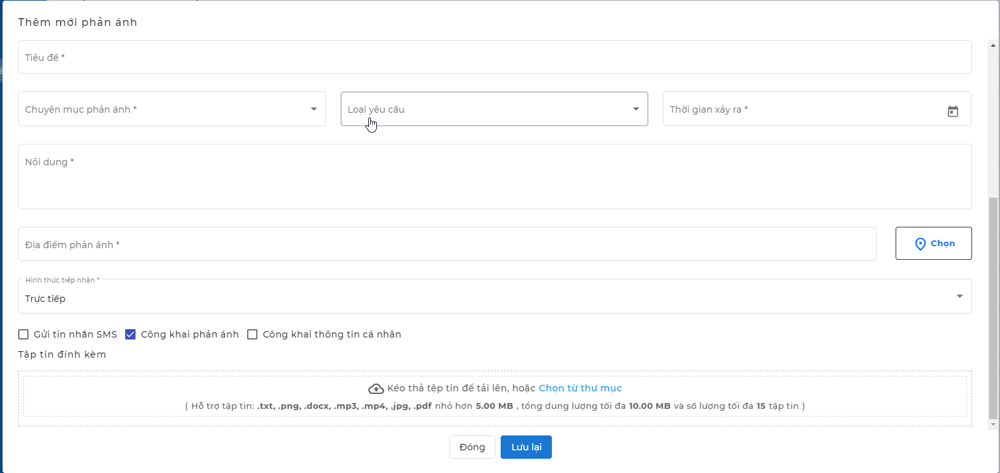 Thêm mới phản ánh
Tiêu đề *
Chuyên mục phản ánh *
Loại yêu cầu
Thời gian xảy ra *
Nội dung *
Địa điểm phản ánh *
Chọn
Hình thức tiếp nhận *
Trực tiếp
Gửi tin nhắn SMS
Công khai phản ánh
Công khai thông tin cá nhân
Tập tin đính kèm
Kéo thả tệp tin để tải lên, hoặc Chọn từ thư mục
( Hỗ trợ tập tin: .txt, .png, .docx, .mp3, .mp4, .jpg, .pdf nhỏ hơn 5.00 MB , tổng dung lượng tối đa 10.00 MB và số lượng tối đa 15 tập tin )
Đóng
Lưu lại